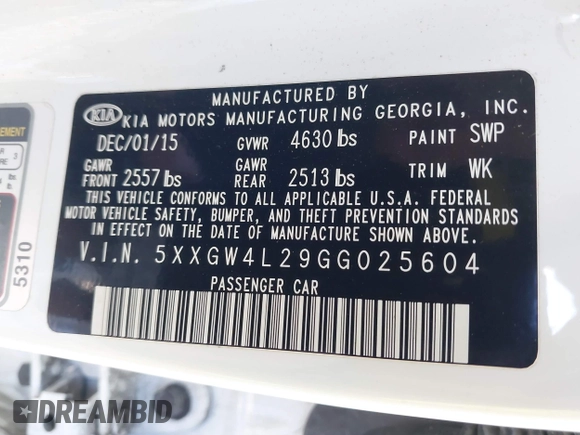 MANUFACTURED BY
KIA KIA MOTORS MANUFACTURING GEORGIA, INC.
DEC/01/15 GVWR 4630 lbs PAINT SWP
GAWR FRONT 2557 lbs GAWR REAR 2513 lbs TRIM WK
THIS VEHICLE CONFORMS TO ALL APPLICABLE U.S.A. FEDERAL
MOTOR VEHICLE SAFETY, BUMPER, AND THEFT PREVENTION STANDARDS
IN EFFECT ON THE DATE OF MANUFACTURE SHOWN ABOVE.
V.I.N. 5XXGW4L29GG025604
PASSENGER CAR
5310
DREAMBID